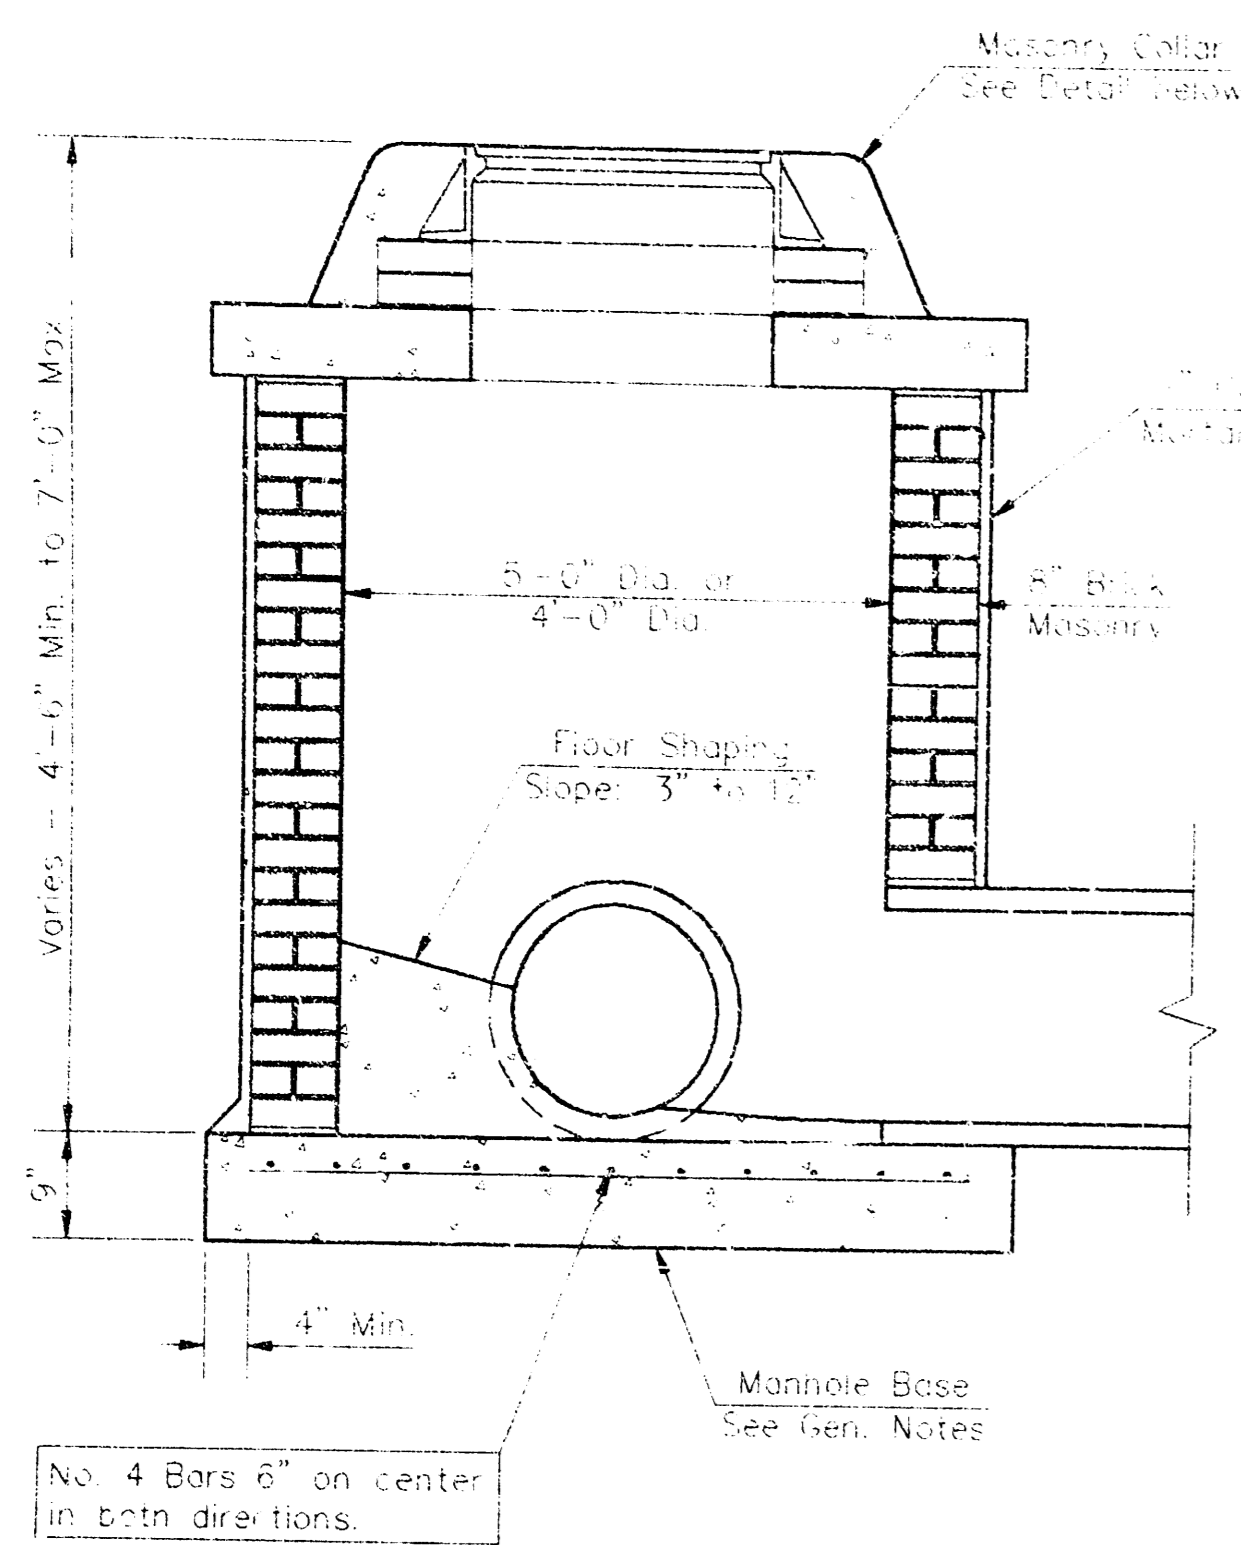 Masonry Collar
See Detail Below
Varies -- 4'-6" Min. to 7'-0" Max
Mortar
5'-0" Dia. or
4'-0" Dia.
8" Brick
Masonry
Floor Shaping
Slope: 3" to 12"
9"
4" Min.
Manhole Base
See Gen. Notes
No. 4 Bars 6" on center
in both directions.